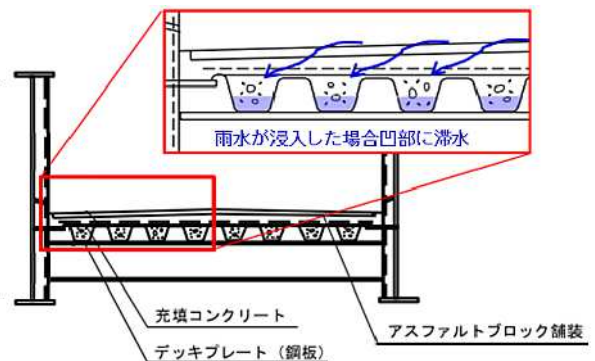 雨水が浸入した場合凹部に滞水
充填コンクリート
アスファルトブロック舗装
デッキプレート（鋼板）